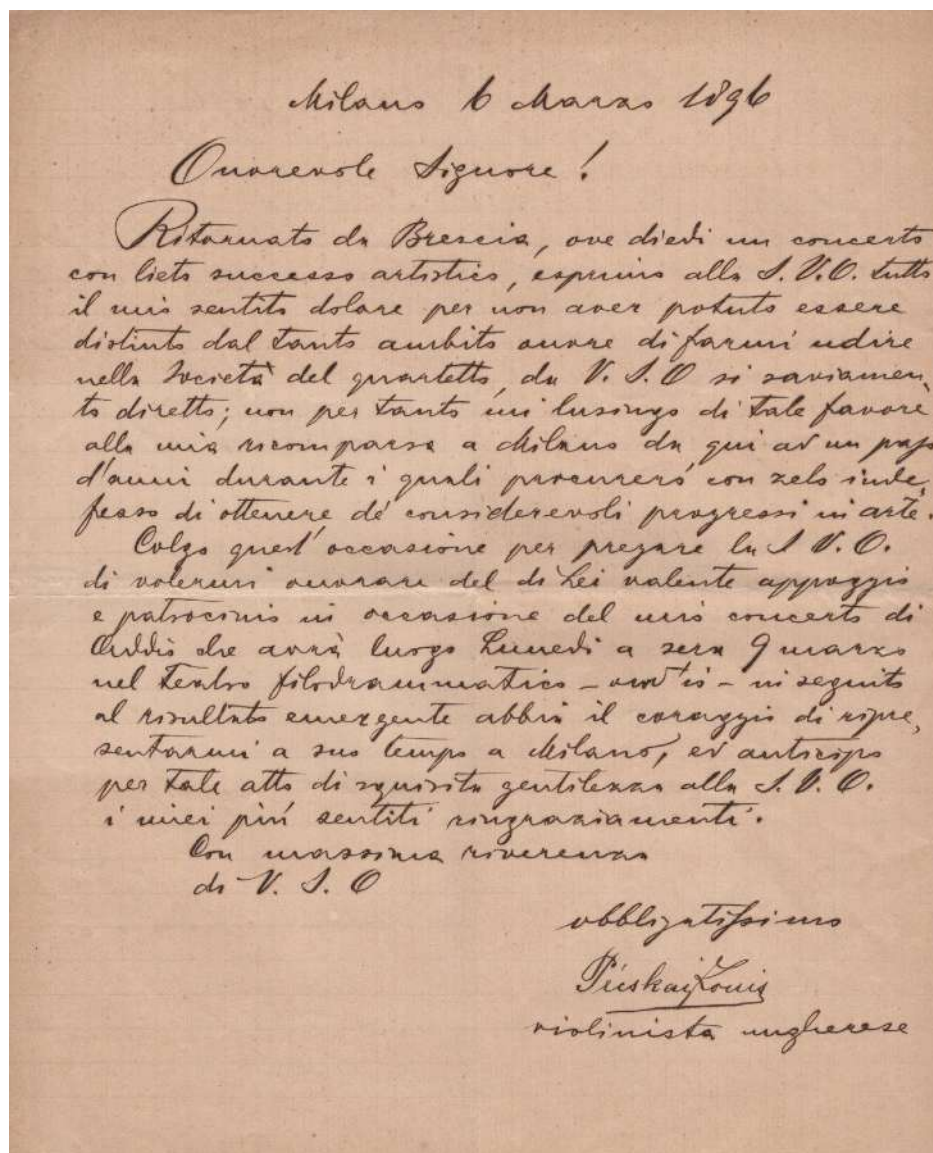 Milano 6 Marzo 1896
Onorevole Signore!
Ritornato da Brescia, ove diedi un concerto
con lieto successo artistico, esprimo alla S. V. O. tutto
il mio sentito dolore per non aver potuto essere
distinto dal tanto ambito onore di farmi udire
nella Società del quartetto, da V. S. O si saviamen,
te diretto; non per tanto mi lusingo di tale favore
alla mia ricomparsa a Milano da qui ad un pajo
d'anni durante i quali procurerò con zelo inde,
fesso di ottenere dé considerevoli progressi in arte.
Colgo quest'occasione per pregare la S V. O.
di volermi onorare del di Lei valente appoggio
e patrocinio in occasione del mio concerto di
Addio che avrà luogo Lunedì a sera 9 marzo
nel Teatro filodrammatico - - in seguito
al risultato emergente abbia il coraggio di ripre,
sentarmi a suo tempo a Milano, ed anticipo
per tale atto di squisita gentilezza alla S. V. O.
i miei più sentiti ringraziamenti.
Con massima riverenza
di V. S. O
obbligatissimo
Louis
violinista ungherese